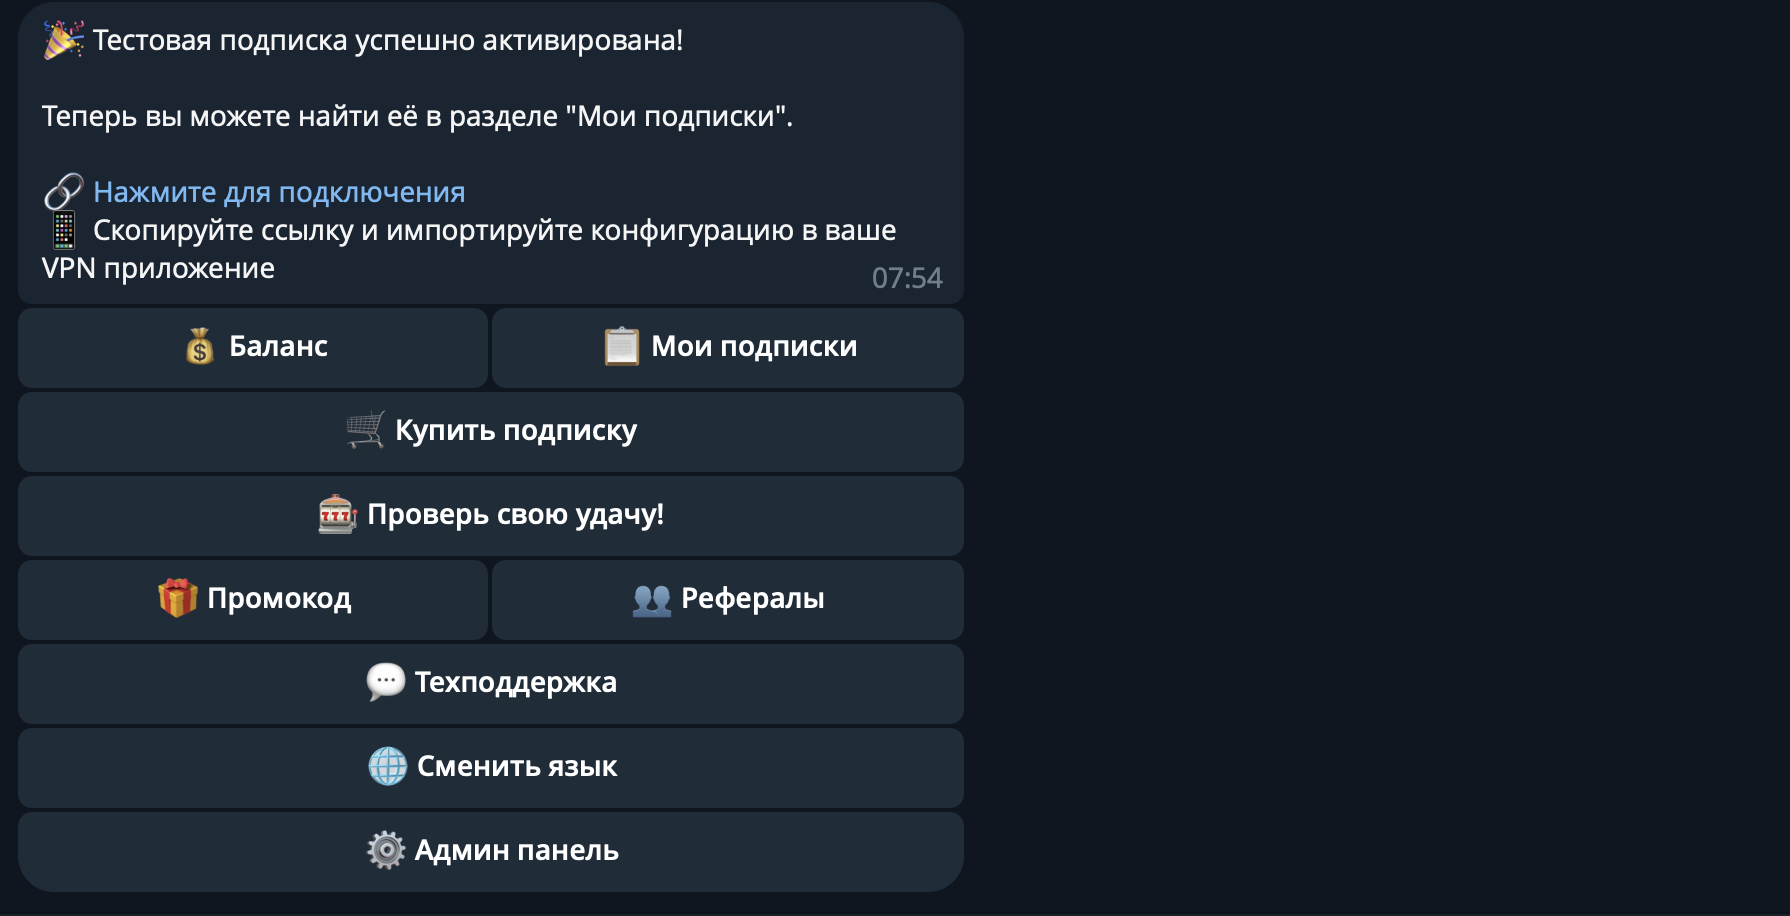 🎉 Тестовая подписка успешно активирована!
Теперь вы можете найти её в разделе "Мои подписки".
🔗 Нажмите для подключения
📱 Скопируйте ссылку и импортируйте конфигурацию в ваше
VPN приложение
07:54
💰 Баланс
📋 Мои подписки
🛒 Купить подписку
🎰 Проверь свою удачу!
🎁 Промокод
👥 Рефералы
💬 Техподдержка
🌐 Сменить язык
⚙️ Админ панель